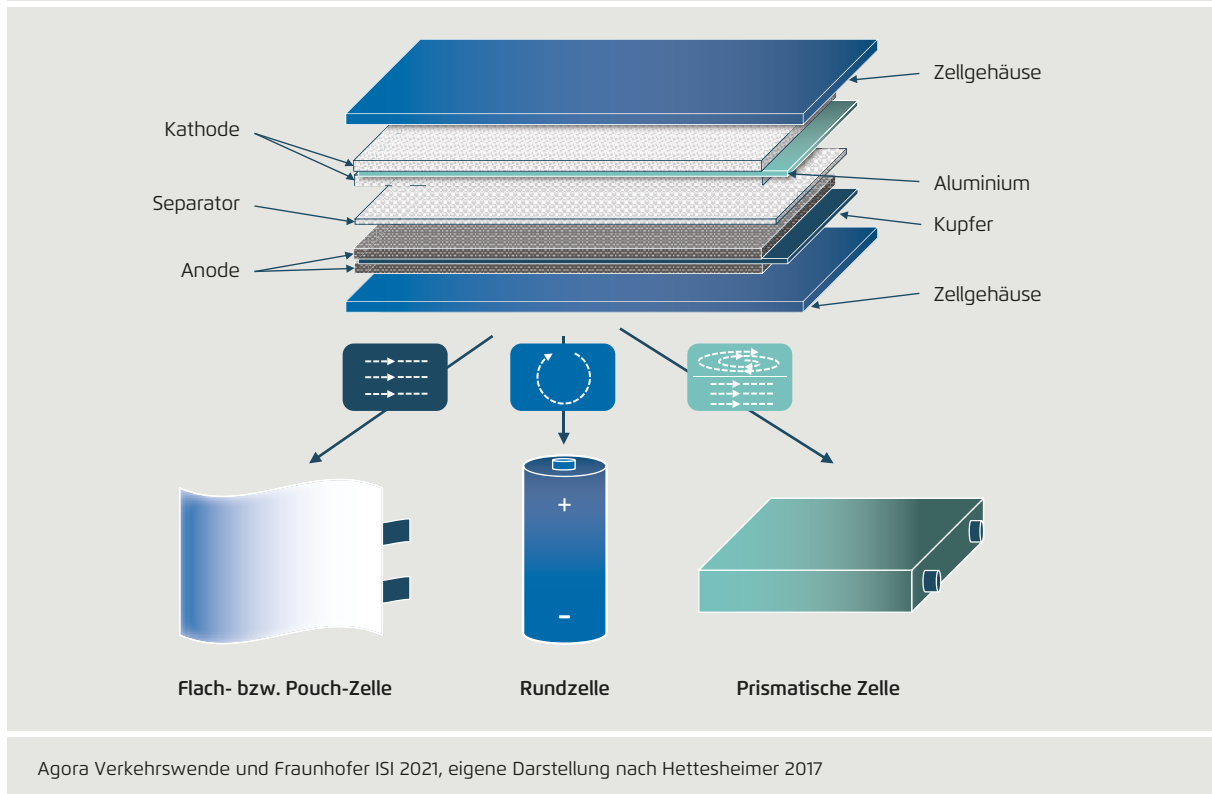 Zellgehäuse
Kathode
Aluminium
Separator
Kupfer
Anode
Zellgehäuse
+
-
Flach- bzw. Pouch-Zelle
Rundzelle
Prismatische Zelle
Agora Verkehrswende und Fraunhofer ISI 2021, eigene Darstellung nach Hettesheimer 2017